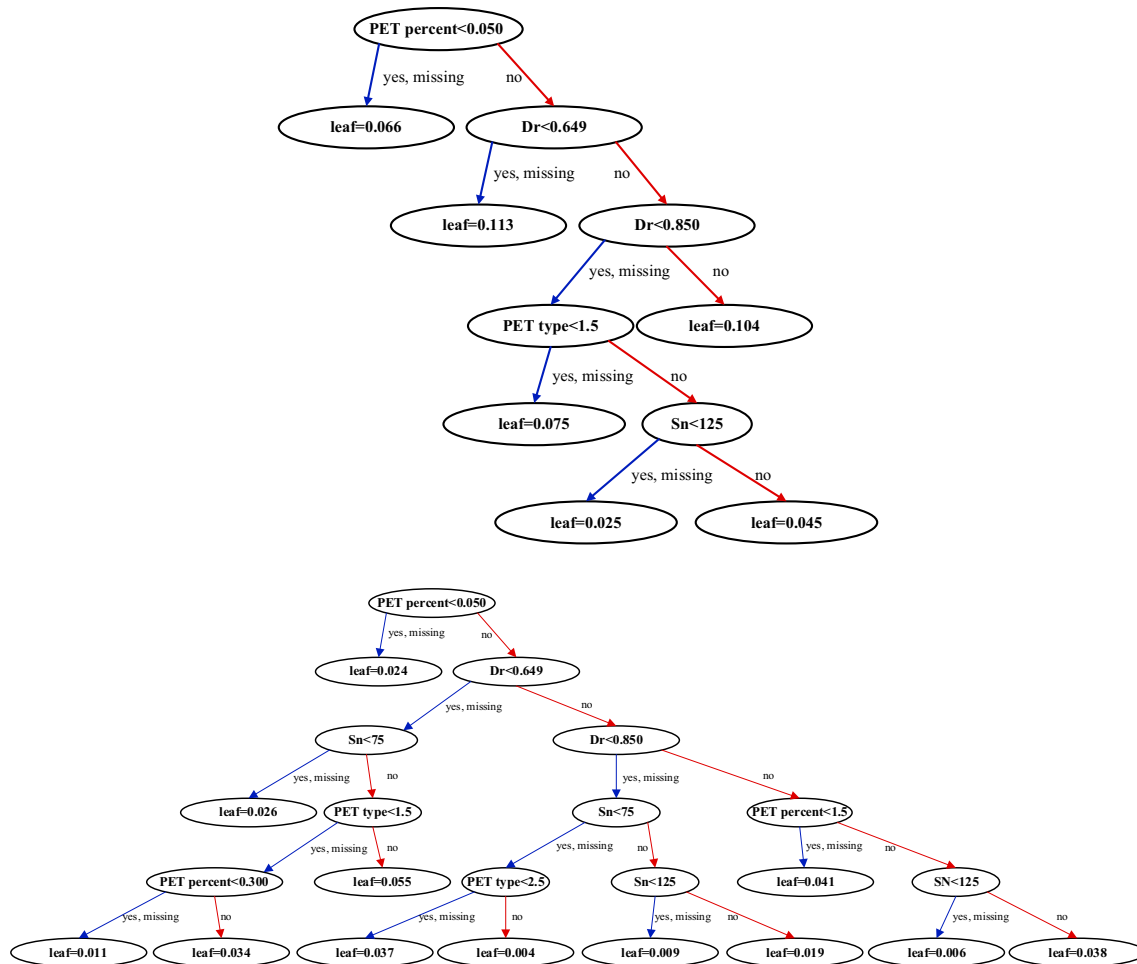 PET percent<0.050
yes, missing no
leaf=0.066 Dr<0.649
yes, missing no
leaf=0.113 Dr<0.850
yes, missing no
PET type<1.5 leaf=0.104
yes, missing no
leaf=0.075 Sn<125
yes, missing no
leaf=0.025 leaf=0.045
PET percent<0.050
yes, missing no
leaf=0.024 Dr<0.649
yes, missing no
Sn<75 Dr<0.850
yes, missing no yes, missing no
leaf=0.026 PET type<1.5 Sn<75 PET percent<1.5
yes, missing no yes, missing no yes, missing no
PET percent<0.300 leaf=0.055 PET type<2.5 Sn<125 leaf=0.041 SN<125
yes, missing no yes, missing no yes, missing no yes, missing no
leaf=0.011 leaf=0.034 leaf=0.037 leaf=0.004 leaf=0.009 leaf=0.019 leaf=0.006 leaf=0.038